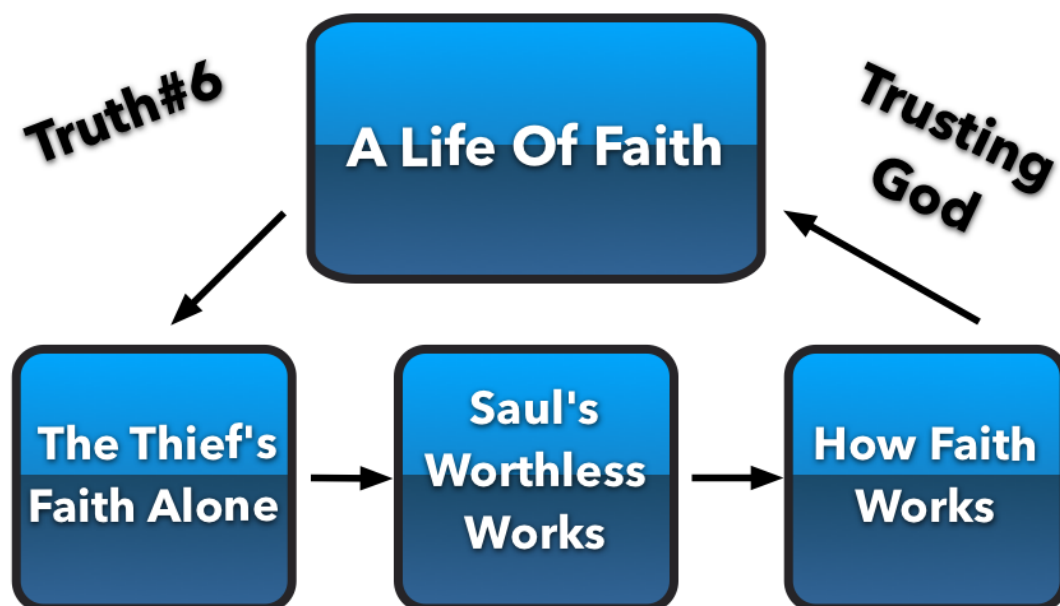 Truth#6
A Life Of Faith
Trusting
God
The Thief's
Faith Alone
Saul's
Worthless
Works
How Faith
Works